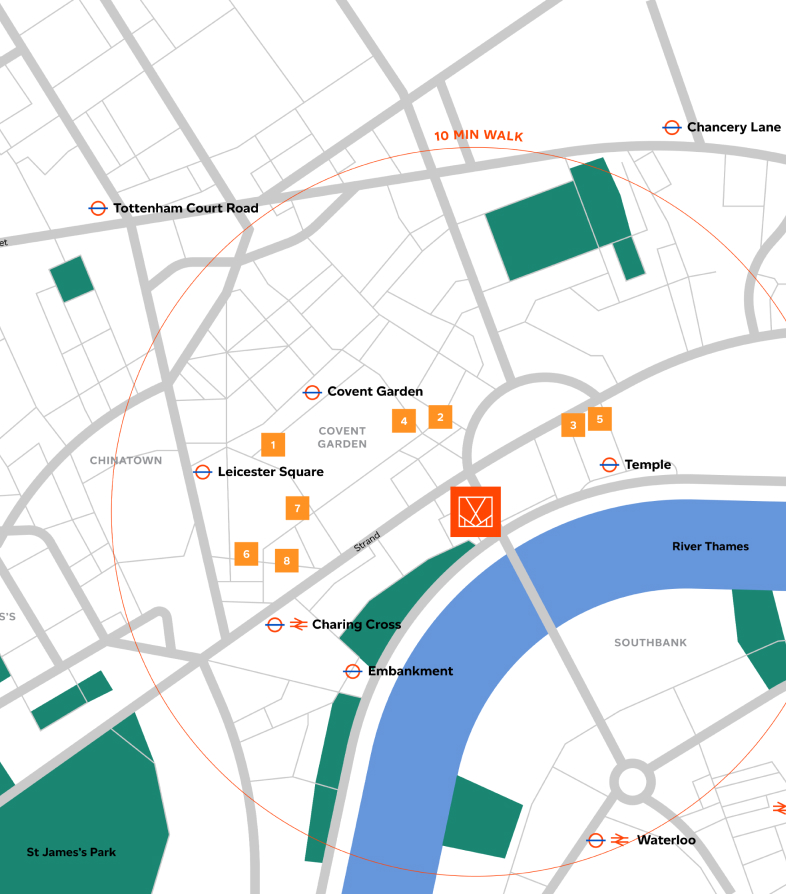 10 MIN WALK
Chancery Lane
Tottenham Court Road
et
Covent Garden
4
2
3
5
COVENT
GARDEN
1
CHINATOWN
Leicester Square
Temple
7
Strand
6
8
River Thames
S'S
Charing Cross
SOUTHBANK
Embankment
Waterloo
St James's Park